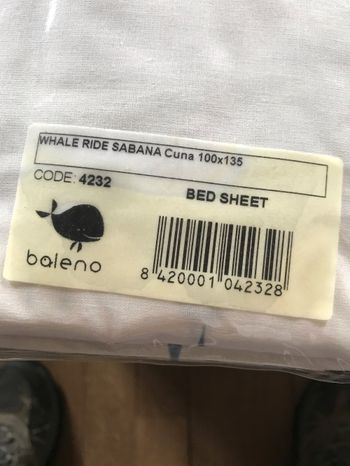 WHALE RIDE SABANA Cuna 100x135
CODE: 4232
BED SHEET
baleno
8 420001 042328